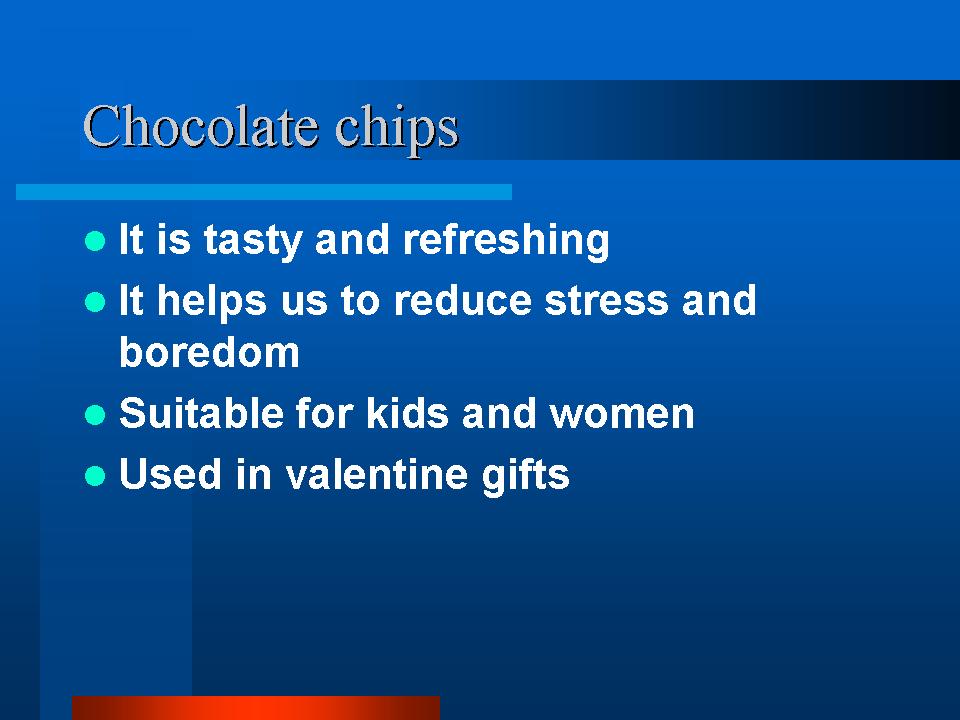 Chocolate chips
It is tasty and refreshing
It helps us to reduce stress and
boredom
Suitable for kids and women
Used in valentine gifts